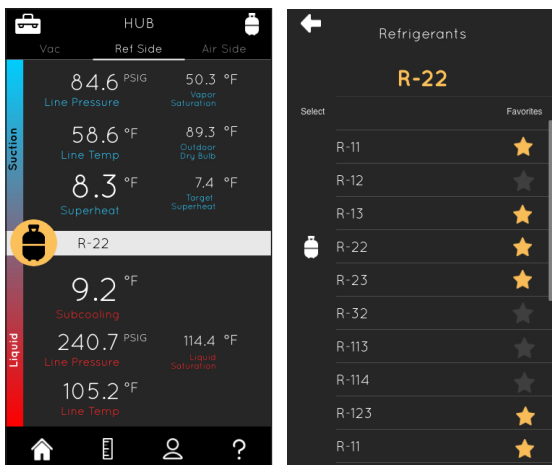 HUB
Vac Ref Side Air Side
84.6 PSIG 50.3 °F
Line Pressure Vapor Saturation
58.6 °F 89.3 °F
Line Temp Outdoor Dry Bulb
8.3 °F 7.4 °F
Superheat Target Superheat
Suction
R-22
9.2 °F
Subcooling
240.7 PSIG 114.4 °F
Line Pressure Liquid Saturation
105.2 °F
Line Temp
Liquid
?
Refrigerants
R-22
Select Favorites
R-11
R-12
R-13
R-22
R-23
R-32
R-113
R-114
R-123
R-11